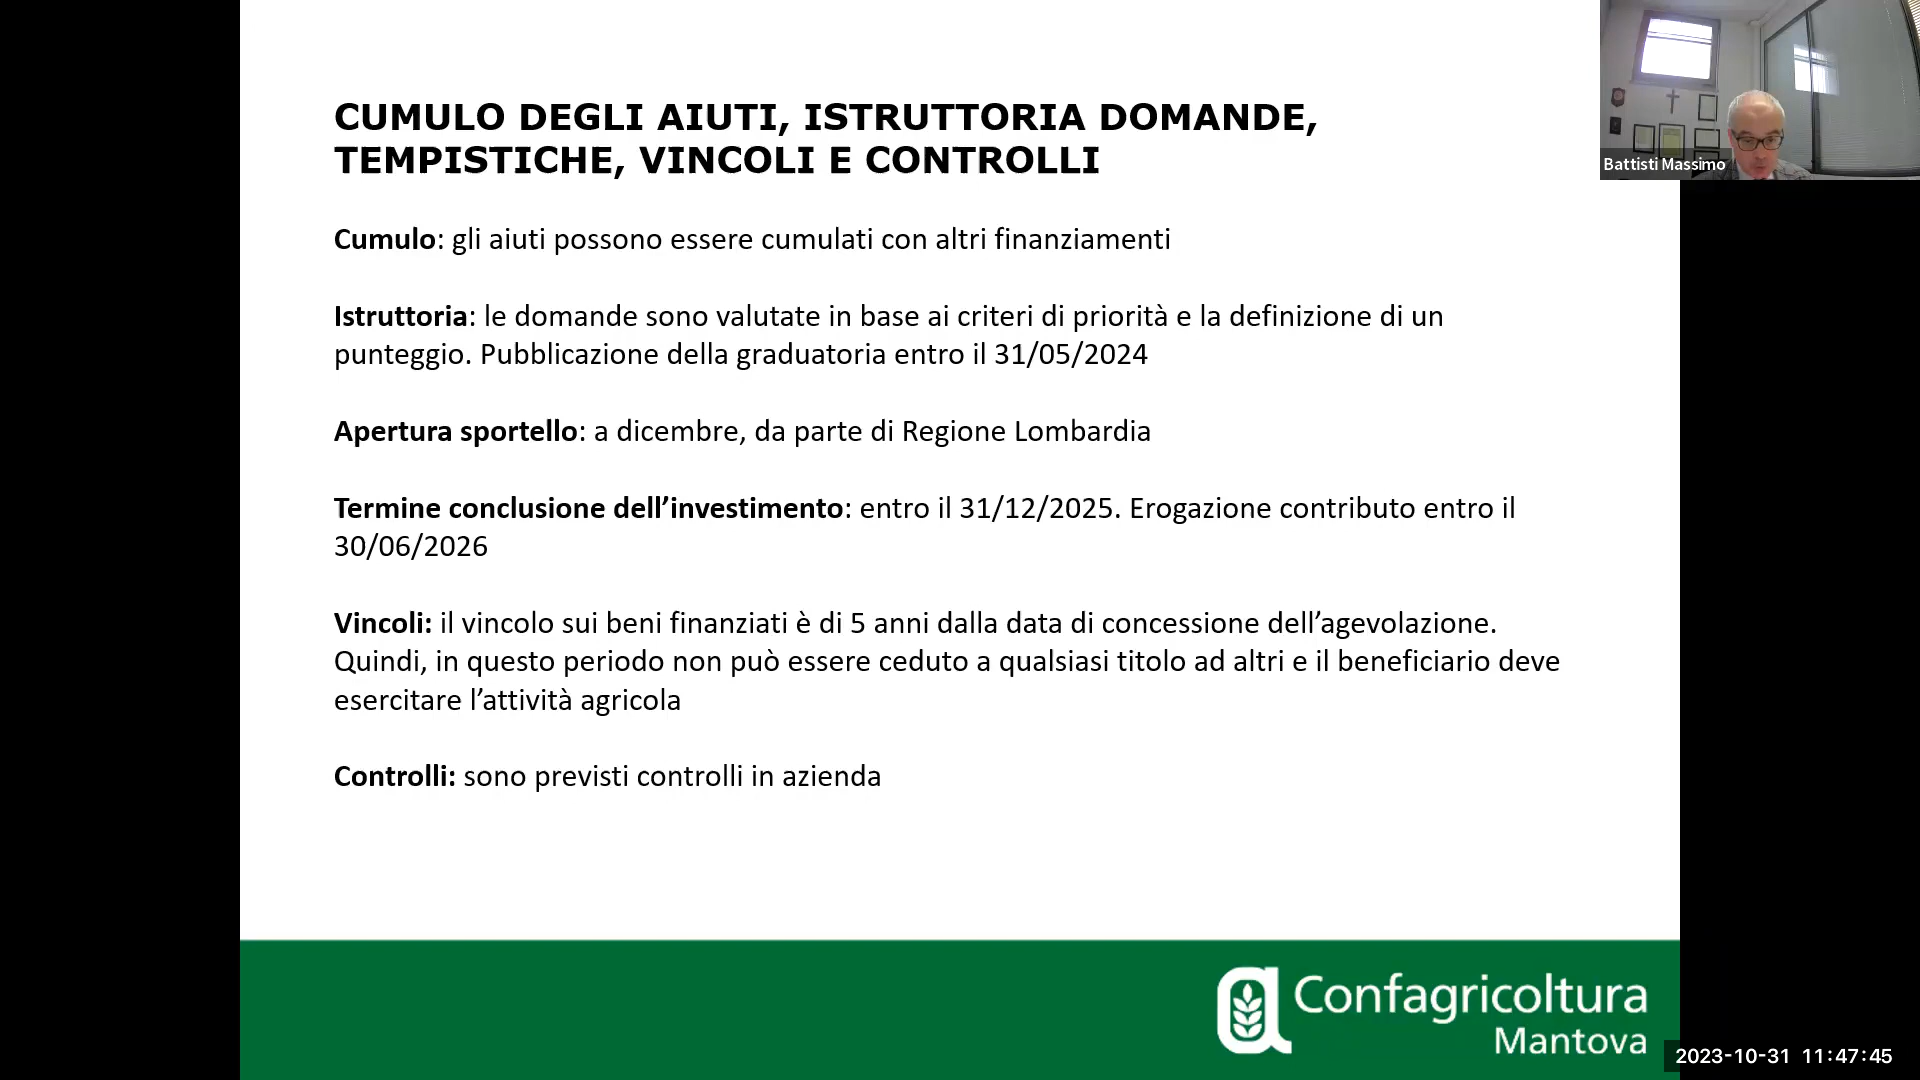 CUMULO DEGLI AIUTI, ISTRUTTORIA DOMANDE,
TEMPISTICHE, VINCOLI E CONTROLLI
Battisti Massimo
Cumulo: gli aiuti possono essere cumulati con altri finanziamenti
Istruttoria: le domande sono valutate in base ai criteri di priorità e la definizione di un
punteggio. Pubblicazione della graduatoria entro il 31/05/2024
Apertura sportello: a dicembre, da parte di Regione Lombardia
Termine conclusione dell’investimento: entro il 31/12/2025. Erogazione contributo entro il
30/06/2026
Vincoli: il vincolo sui beni finanziati è di 5 anni dalla data di concessione dell’agevolazione.
Quindi, in questo periodo non può essere ceduto a qualsiasi titolo ad altri e il beneficiario deve
esercitare l’attività agricola
Controlli: sono previsti controlli in azienda
Confagricoltura
Mantova
2023-10-31 11:47:45